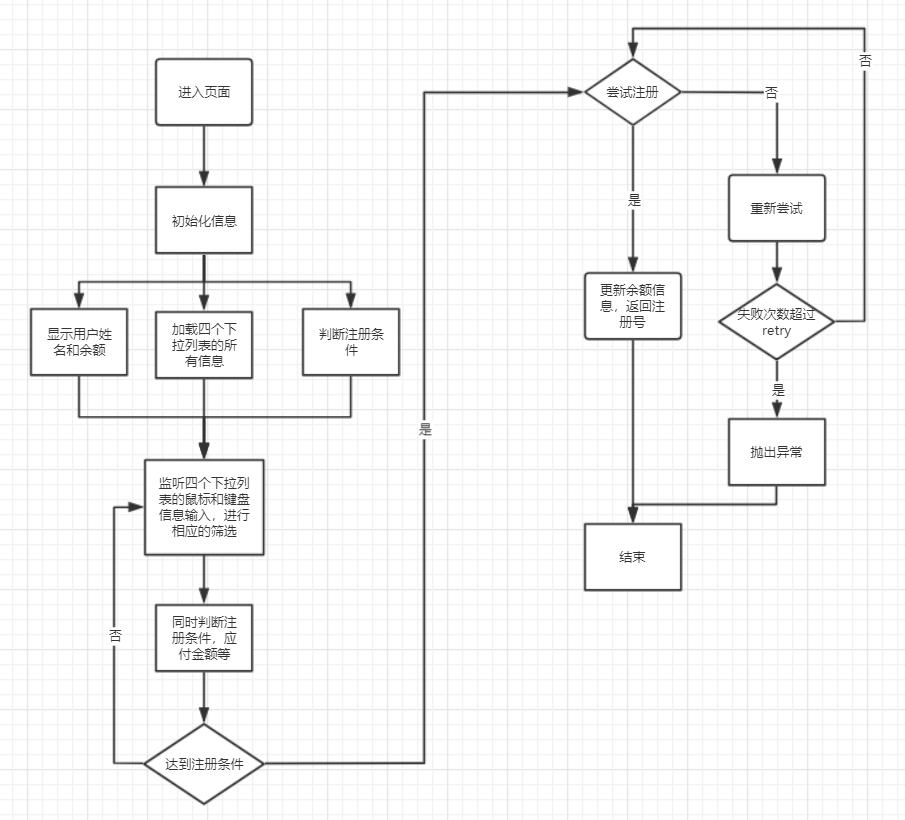 进入页面
初始化信息
显示用户姓
名和余额
加载四个下
拉列表的所
有信息
判断注册条
件
监听四个下拉列
表的鼠标和键盘
信息输入，进行
相应的筛选
否
同时判断注
册条件，应
付金额等
达到注册条件
是
尝试注册
否
否
是
重新尝试
更新余额信
息，返回注
册号
失败次数超过
retry
是
抛出异常
结束